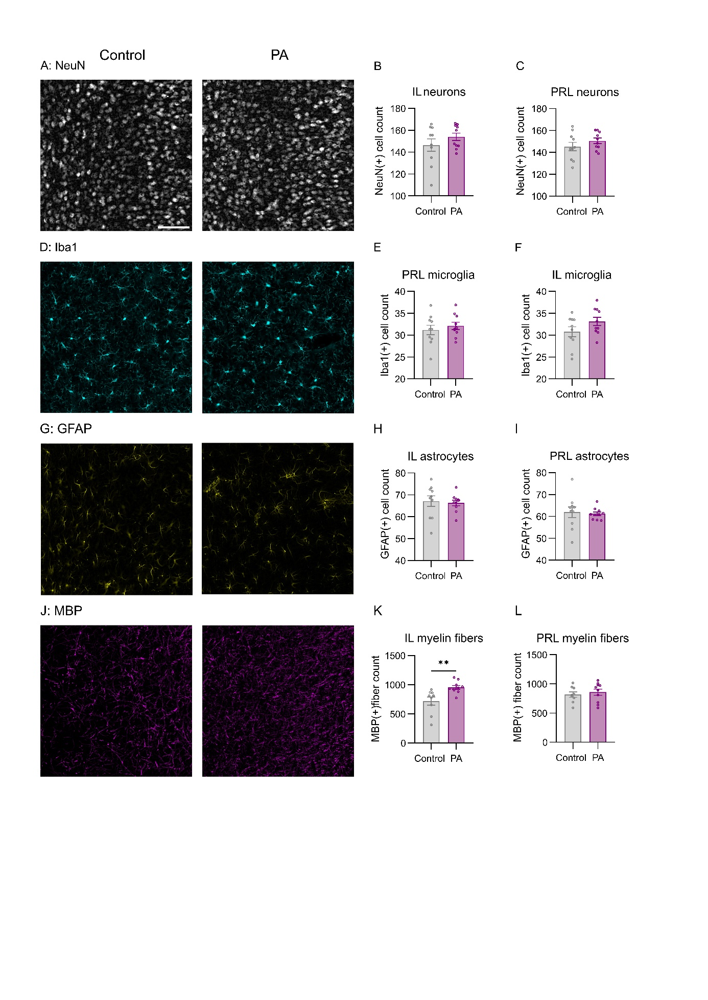 Control PA
A: NeuN
B
C
IL neurons
NeuN(+) cell count
180
160
140
120
100
Control PA
PRL neurons
NeuN(+) cell count
180
160
140
120
100
Control PA
D: Iba1
E
F
PRL microglia
Iba1(+) cell count
40
35
30
25
20
Control PA
IL microglia
Iba1(+) cell count
40
35
30
25
20
Control PA
G: GFAP
H
I
IL astrocytes
GFAP(+) cell count
80
70
60
50
40
Control PA
PRL astrocytes
GFAP(+) cell count
80
70
60
50
40
Control PA
J: MBP
K
L
IL myelin fibers
MBP(+)fiber count
1500
1000
500
0
**
Control PA
PRL myelin fibers
MBP(+) fiber count
1500
1000
500
0
Control PA